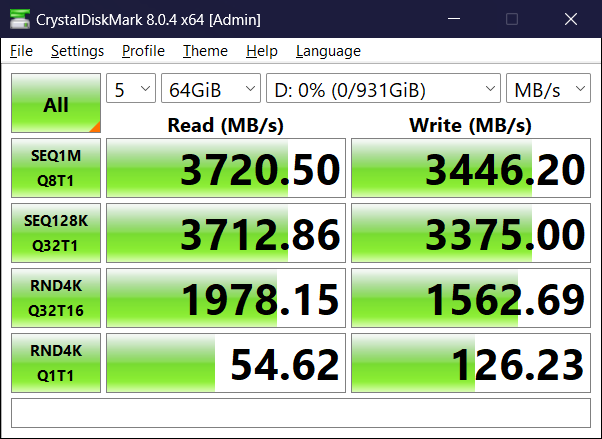 CrystalDiskMark 8.0.4 x64 [Admin]
File Settings Profile Theme Help Language
All 5 64GiB D: 0% (0/931GiB) MB/s
Read (MB/s) Write (MB/s)
SEQ1M
Q8T1 3720.50 3446.20
SEQ128K
Q32T1 3712.86 3375.00
RND4K
Q32T16 1978.15 1562.69
RND4K
Q1T1 54.62 126.23